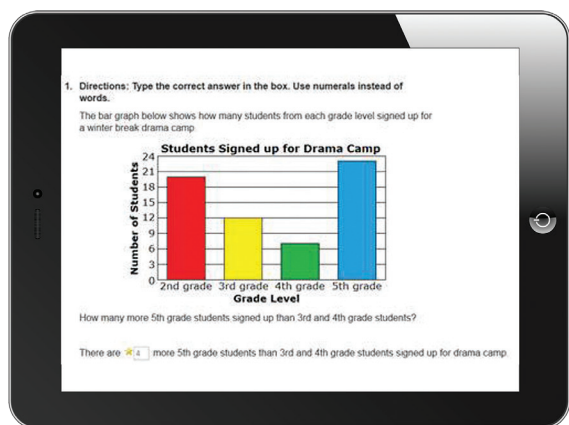 1. Directions: Type the correct answer in the box. Use numerals instead of
words.
The bar graph below shows how many students from each grade level signed up for
a winter break drama camp
Students Signed up for Drama Camp
Number of Students
24
21
18
15
12
9
6
3
0
2nd grade 3rd grade 4th grade 5th grade
Grade Level
How many more 5th grade students signed up than 3rd and 4th grade students?
There are 4 more 5th grade students than 3rd and 4th grade students signed up for drama camp.